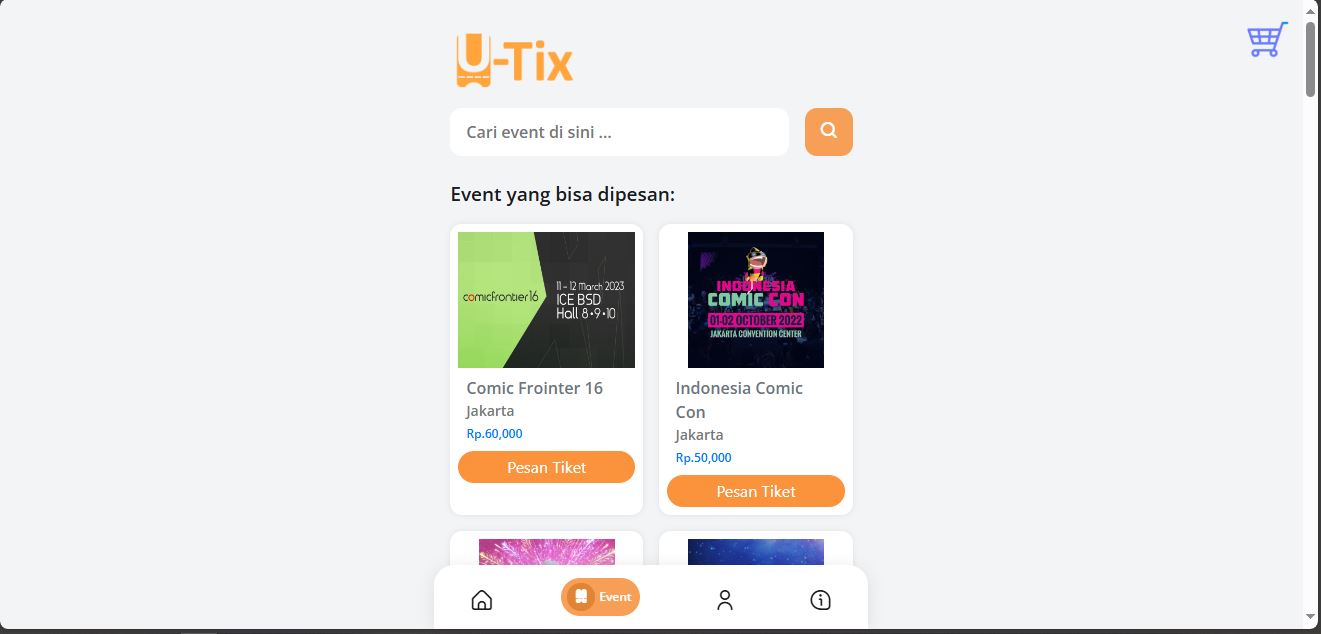 U-Tix
Cari event di sini ...
Event yang bisa dipesan:
comicfrontier16
11 - 12 March 2023
ICE BSD
Hall 8•9•10
Comic Frointer 16
Jakarta
Rp.60,000
Pesan Tiket
INDONESIA
COMIC CON
01-02 OCTOBER 2022
JAKARTA CONVENTION CENTER
Indonesia Comic
Con
Jakarta
Rp.50,000
Pesan Tiket
Event